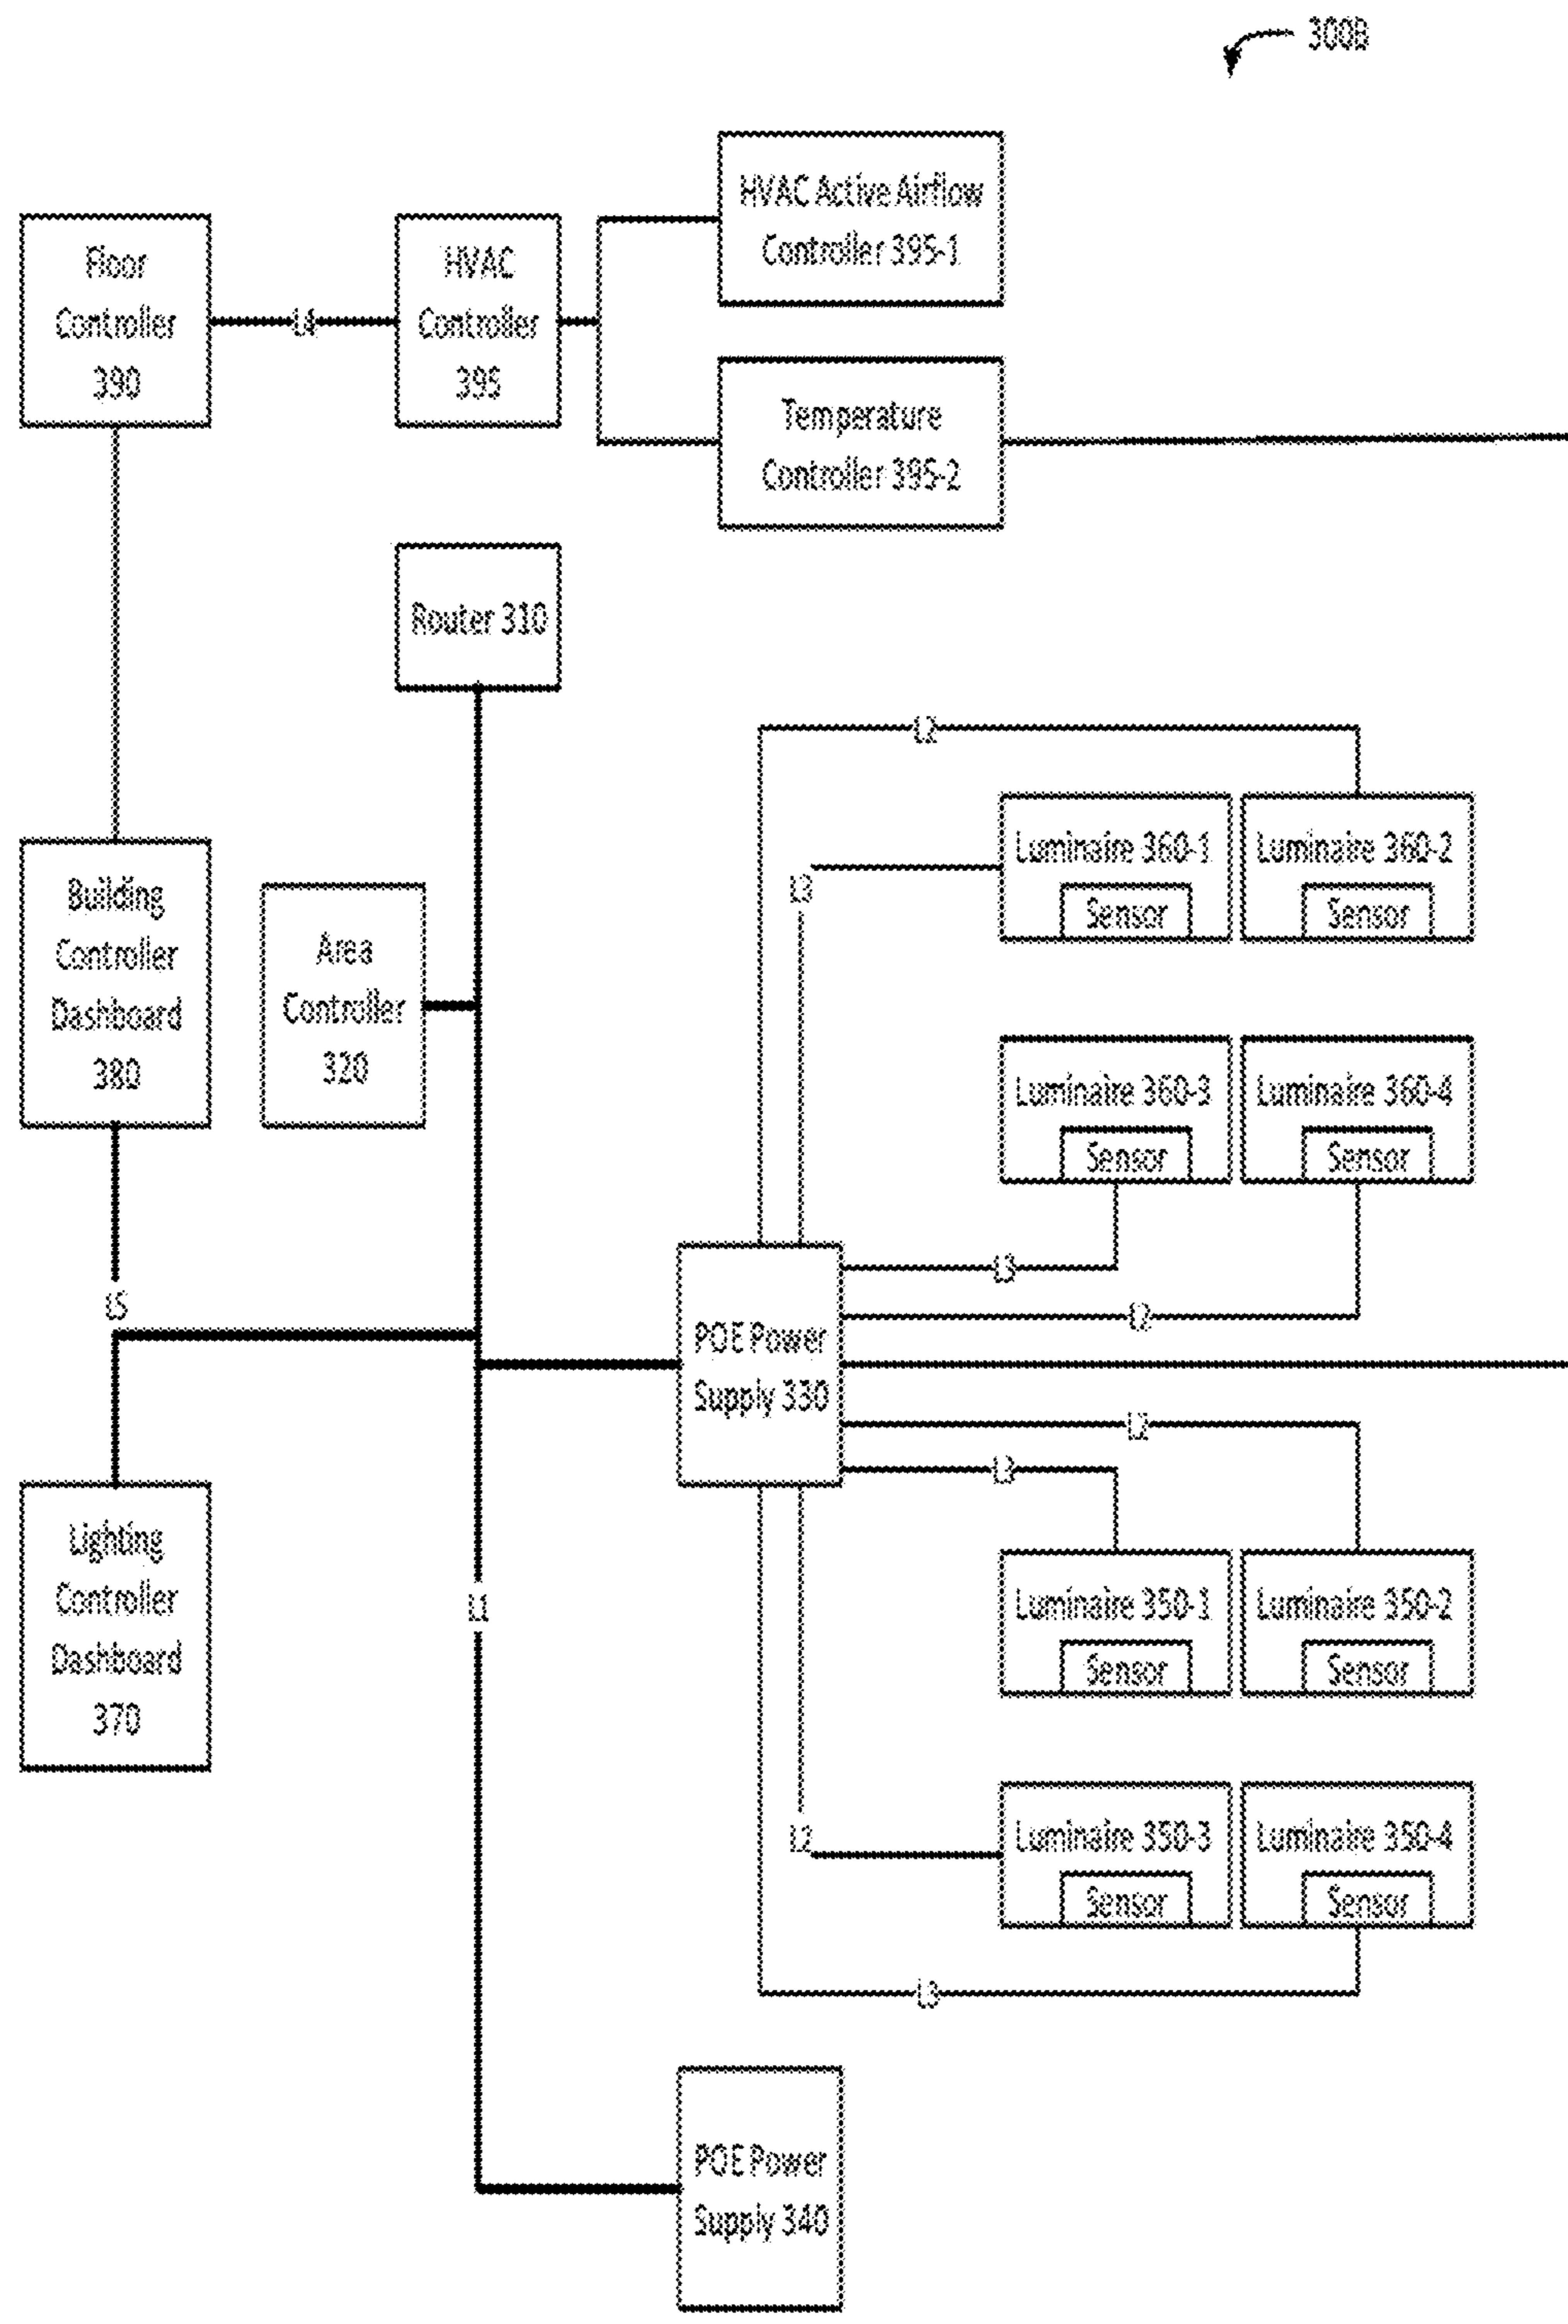 300B
HVAC Active Airflow
Controller 395-1
Floor
Controller
390
L4
HVAC
Controller
395
Temperature
Controller 395-2
Router 310
L2
Luminaire 360-1
Sensor
Luminaire 360-2
Sensor
L3
Building
Controller
Dashboard
380
Area
Controller
320
Luminaire 360-3
Sensor
Luminaire 360-4
Sensor
L3
L2
L5
POE Power
Supply 330
L2
L3
Lighting
Controller
Dashboard
370
L1
Luminaire 350-1
Sensor
Luminaire 350-2
Sensor
L2
Luminaire 350-3
Sensor
Luminaire 350-4
Sensor
L3
POE Power
Supply 340